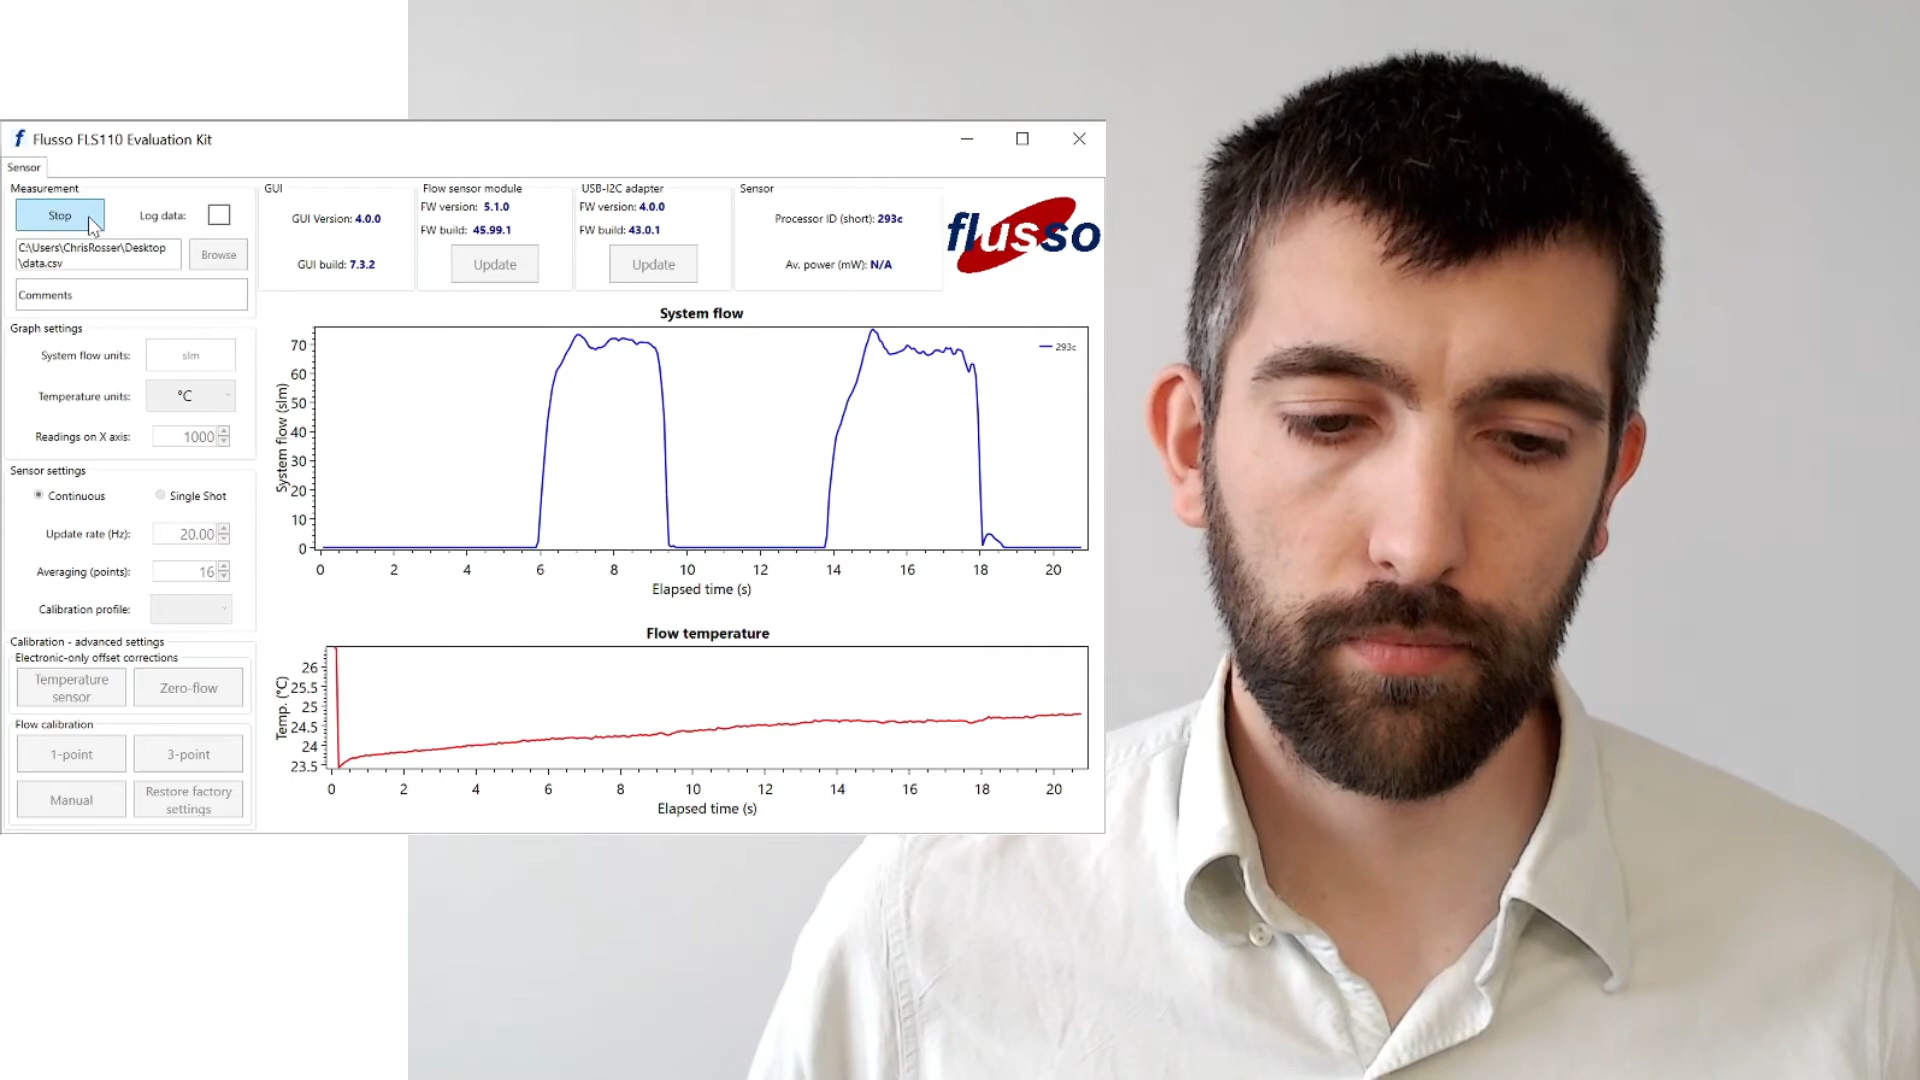 f Flusso FLS110 Evaluation Kit
Sensor
Measurement
Stop
Log data:
C:\Users\ChrisRosser\Desktop
\data.csv
Browse
Comments
GUI
GUI Version: 4.0.0
GUI build: 7.3.2
Flow sensor module
FW version: 5.1.0
FW build: 45.99.1
Update
USB-I2C adapter
FW version: 4.0.0
FW build: 43.0.1
Update
Sensor
Processor ID (short): 293c
Av. power (mW): N/A
flusso
Graph settings
System flow units: slm
Temperature units: °C
Readings on X axis: 1000
Sensor settings
Continuous
Single Shot
Update rate (Hz): 20.00
Averaging (points): 16
Calibration profile:
Calibration - advanced settings
Electronic-only offset corrections
Temperature
sensor
Zero-flow
Flow calibration
1-point
3-point
Manual
Restore factory
settings
System flow
System flow (slm)
70
60
50
40
30
20
10
0
293c
0 2 4 6 8 10 12 14 16 18 20
Elapsed time (s)
Flow temperature
Temp. (°C)
26
25.5
25
24.5
24
23.5
0 2 4 6 8 10 12 14 16 18 20
Elapsed time (s)